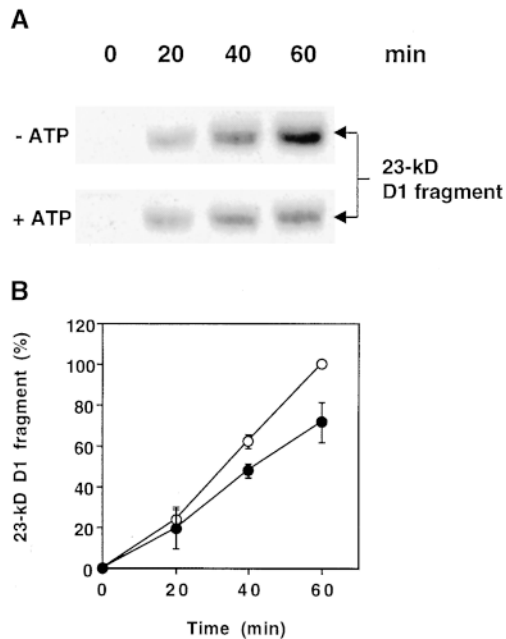 A
0 20 40 60 min
- ATP
23-kD
D1 fragment
+ ATP
B
23-kD D1 fragment (%)
120
100
80
60
40
20
0
0 20 40 60
Time (min)